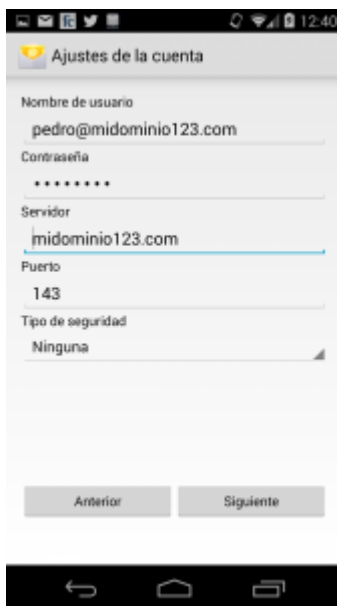 12:40
Ajustes de la cuenta
Nombre de usuario
pedro@midominio123.com
Contraseña
••••••••
Servidor
midominio123.com
Puerto
143
Tipo de seguridad
Ninguna
Anterior Siguiente